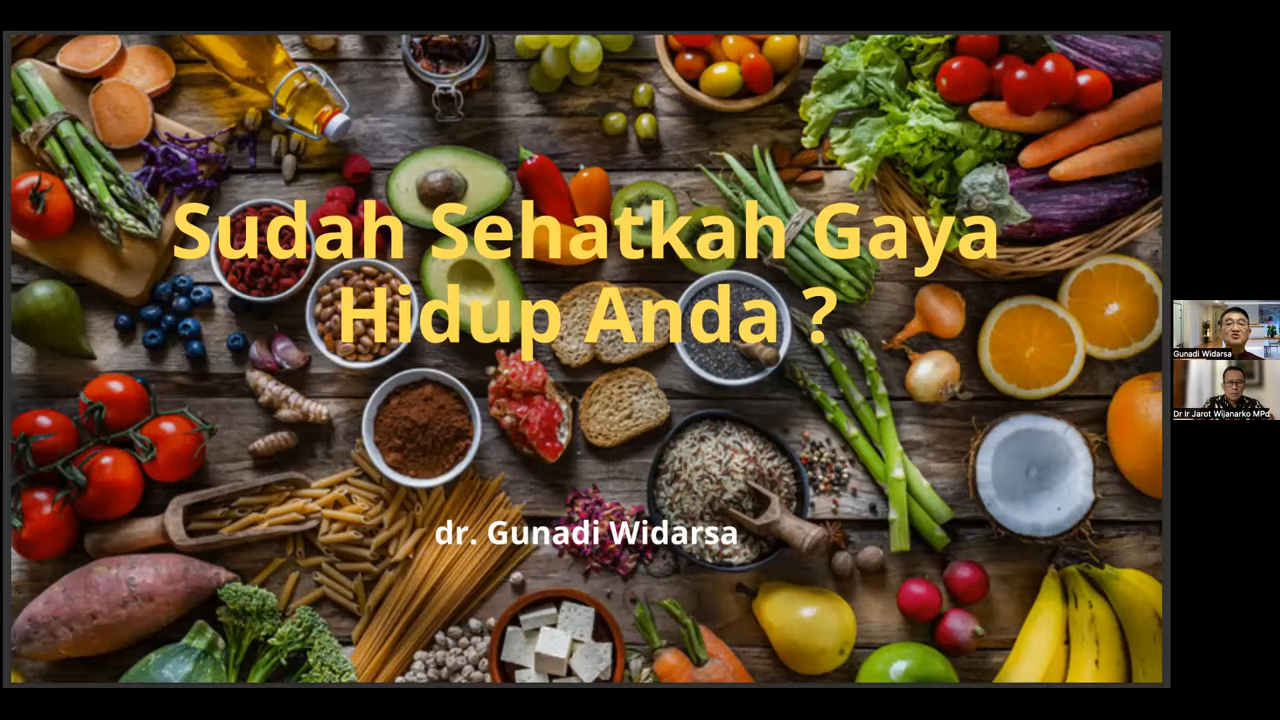 Sudah Sehatkah Gaya
Hidup Anda ?
dr. Gunadi Widarsa
Gunadi Widarsa
Dr Ir Jarot Wijanarko MPd